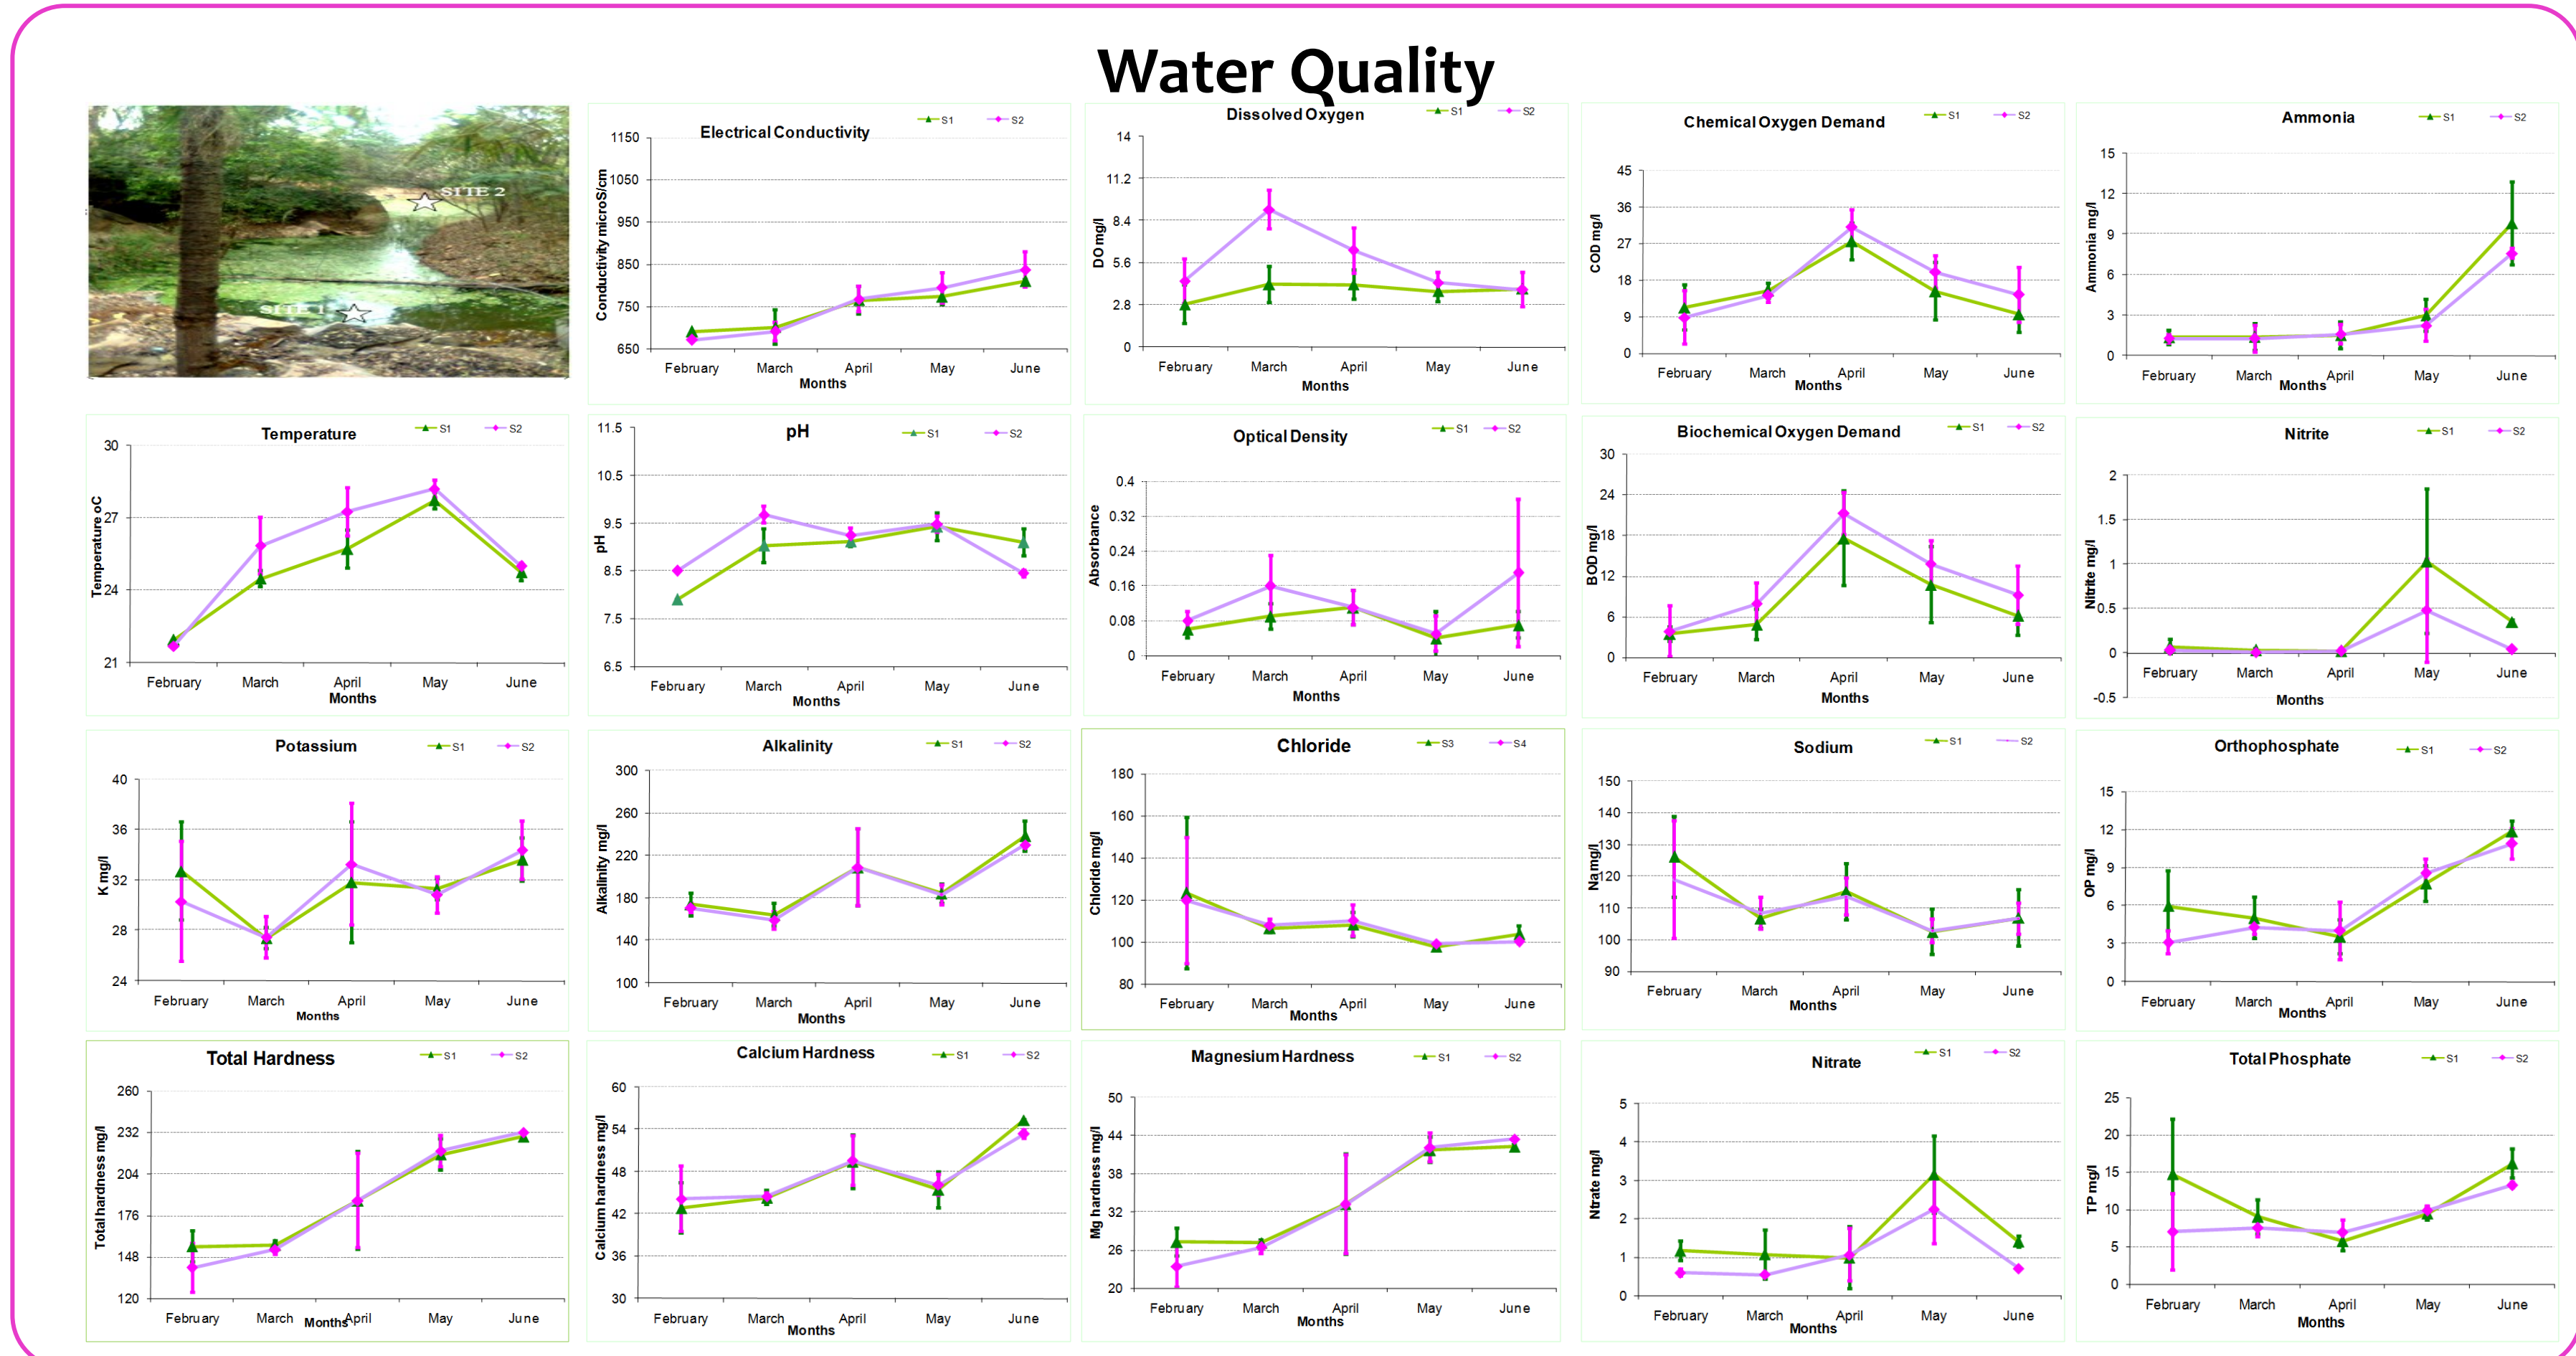 Water Quality
SITE 2
SITE 1
Electrical Conductivity
S1 S2
Conductivity microS/cm
1150
1050
950
850
750
650
February March April May June
Months
Dissolved Oxygen
S1 S2
DO mg/l
14
11.2
8.4
5.6
2.8
0
February March April May June
Months
Chemical Oxygen Demand
S1 S2
COD mg/l
45
36
27
18
9
0
February March April May June
Months
Ammonia
S1 S2
Ammonia mg/l
15
12
9
6
3
0
February March April May June
Months
Temperature
S1 S2
Temperature oC
30
27
24
21
February March April May June
Months
pH
S1 S2
pH
11.5
10.5
9.5
8.5
7.5
6.5
February March April May June
Months
Optical Density
S1 S2
Absorbance
0.4
0.32
0.24
0.16
0.08
0
February March April May June
Months
Biochemical Oxygen Demand
S1 S2
BOD mg/l
30
24
18
12
6
0
February March April May June
Months
Nitrite
S1 S2
Nitrite mg/l
2
1.5
1
0.5
0
-0.5
February March April May June
Months
Potassium
S1 S2
K mg/l
40
36
32
28
24
February March April May June
Months
Alkalinity
S1 S2
Alkalinity mg/l
300
260
220
180
140
100
February March April May June
Months
Chloride
S3 S4
Chloride mg/l
180
160
140
120
100
80
February March April May June
Months
Sodium
S1 S2
Na mg/l
150
140
130
120
110
100
90
February March April May June
Months
Orthophosphate
S1 S2
OP mg/l
15
12
9
6
3
0
February March April May June
Months
Total Hardness
S1 S2
Total hardness mg/l
260
232
204
176
148
120
February March April May June
Months
Calcium Hardness
S1 S2
Calcium hardness mg/l
60
54
48
42
36
30
February March April May June
Months
Magnesium Hardness
S1 S2
Mg hardness mg/l
50
44
38
32
26
20
February March April May June
Months
Nitrate
S1 S2
Ntrate mg/l
5
4
3
2
1
0
February March April May June
Months
Total Phosphate
S1 S2
TP mg/l
25
20
15
10
5
0
February March April May June
Months